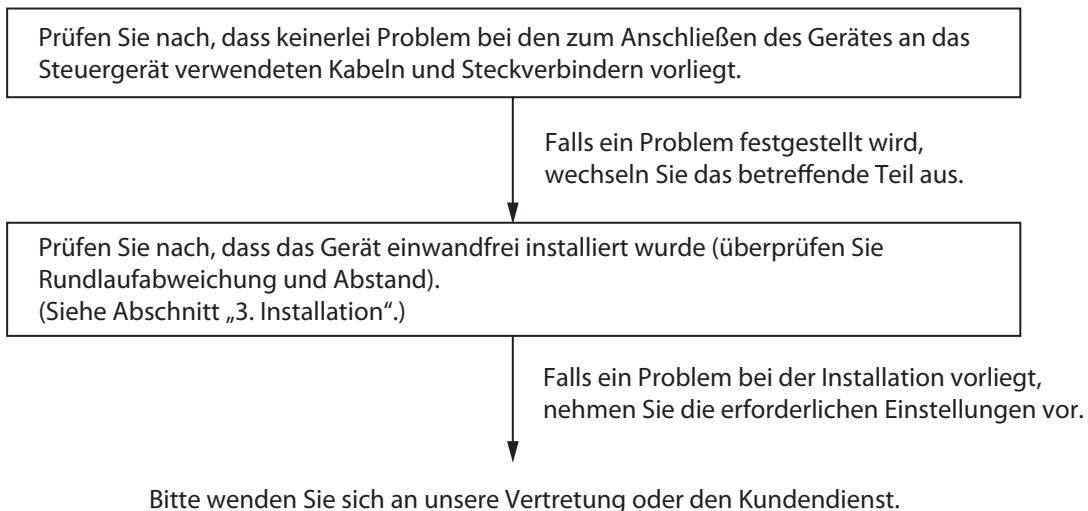 Prüfen Sie nach, dass keinerlei Problem bei den zum Anschließen des Gerätes an das
Steuergerät verwendeten Kabeln und Steckverbindern vorliegt.
Falls ein Problem festgestellt wird,
wechseln Sie das betreffende Teil aus.
Prüfen Sie nach, dass das Gerät einwandfrei installiert wurde (überprüfen Sie
Rundlaufabweichung und Abstand).
(Siehe Abschnitt „3. Installation“.)
Falls ein Problem bei der Installation vorliegt,
nehmen Sie die erforderlichen Einstellungen vor.
Bitte wenden Sie sich an unsere Vertretung oder den Kundendienst.